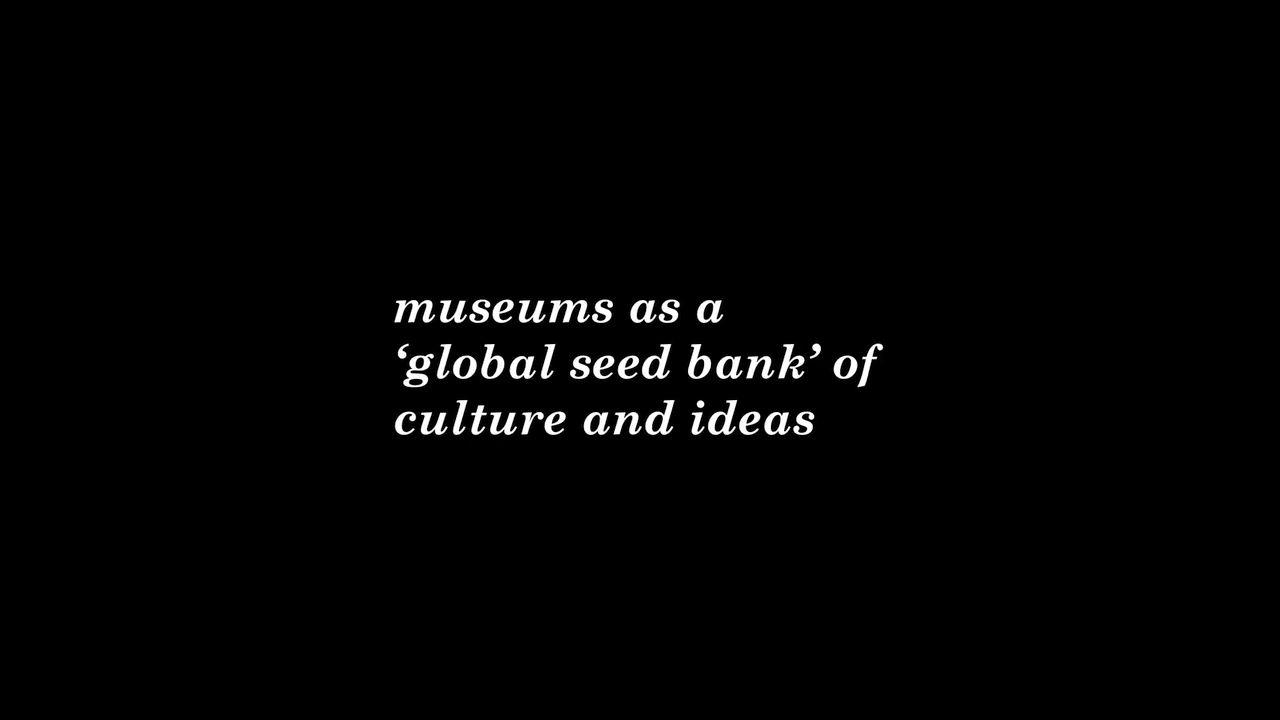 museums as a
‘global seed bank’ of
culture and ideas